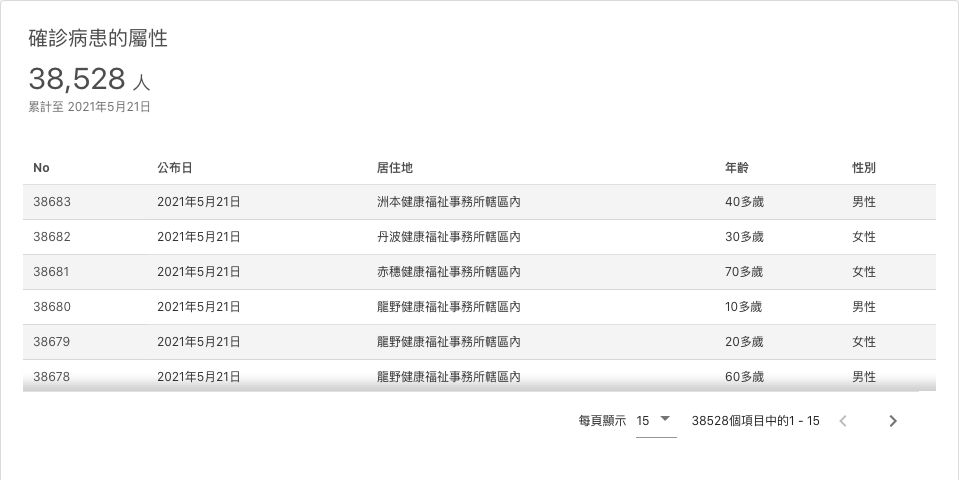 確診病患的屬性
38,528 人
累計至 2021年5月21日
No 公布日 居住地 年齡 性別
38683 2021年5月21日 洲本健康福祉事務所轄區內 40多歲 男性
38682 2021年5月21日 丹波健康福祉事務所轄區內 30多歲 女性
38681 2021年5月21日 赤穗健康福祉事務所轄區內 70多歲 女性
38680 2021年5月21日 龍野健康福祉事務所轄區內 10多歲 男性
38679 2021年5月21日 龍野健康福祉事務所轄區內 20多歲 女性
38678 2021年5月21日 龍野健康福祉事務所轄區內 60多歲 男性
每頁顯示 15 38528個項目中的1 - 15